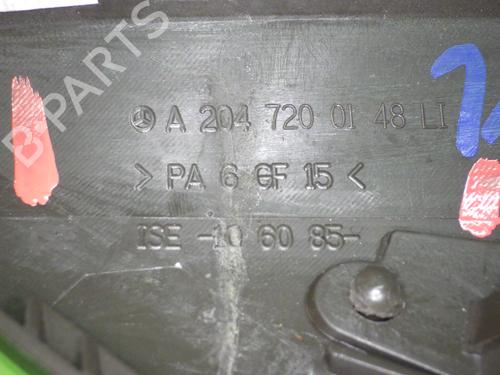 B-PARTS
A 204 720 01 48 LI
> PA 6 GF 15 <
ISE -10 60 85-